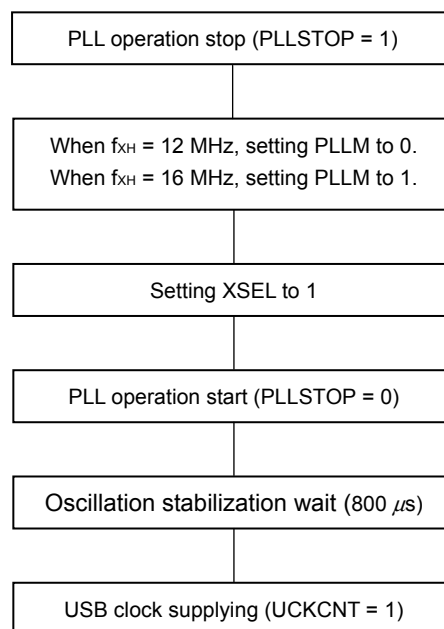 PLL operation stop (PLLSTOP = 1)
When fXH = 12 MHz, setting PLLM to 0.
When fXH = 16 MHz, setting PLLM to 1.
Setting XSEL to 1
PLL operation start (PLLSTOP = 0)
Oscillation stabilization wait (800 μs)
USB clock supplying (UCKCNT = 1)